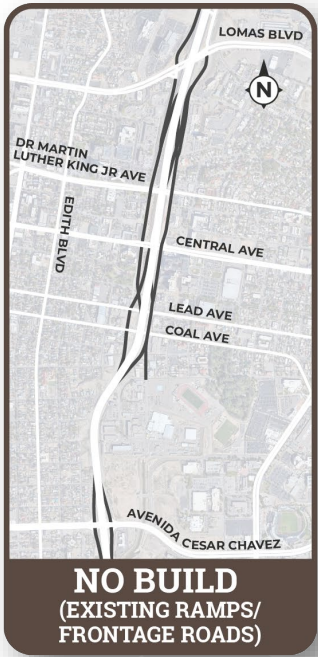 LOMAS BLVD
N
DR MARTIN
LUTHER KING JR AVE
EDITH BLVD
CENTRAL AVE
LEAD AVE
COAL AVE
AVENIDA CESAR CHAVEZ
NO BUILD
(EXISTING RAMPS/
FRONTAGE ROADS)